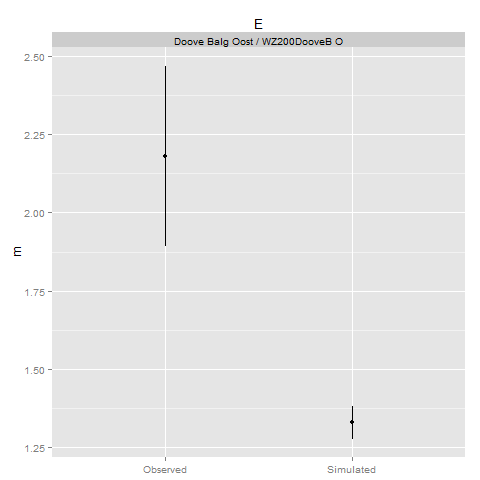 E
Doove Balg Oost / WZ200DooveB O
2.50
2.25
2.00
1.75
1.50
1.25
E
Observed
Simulated